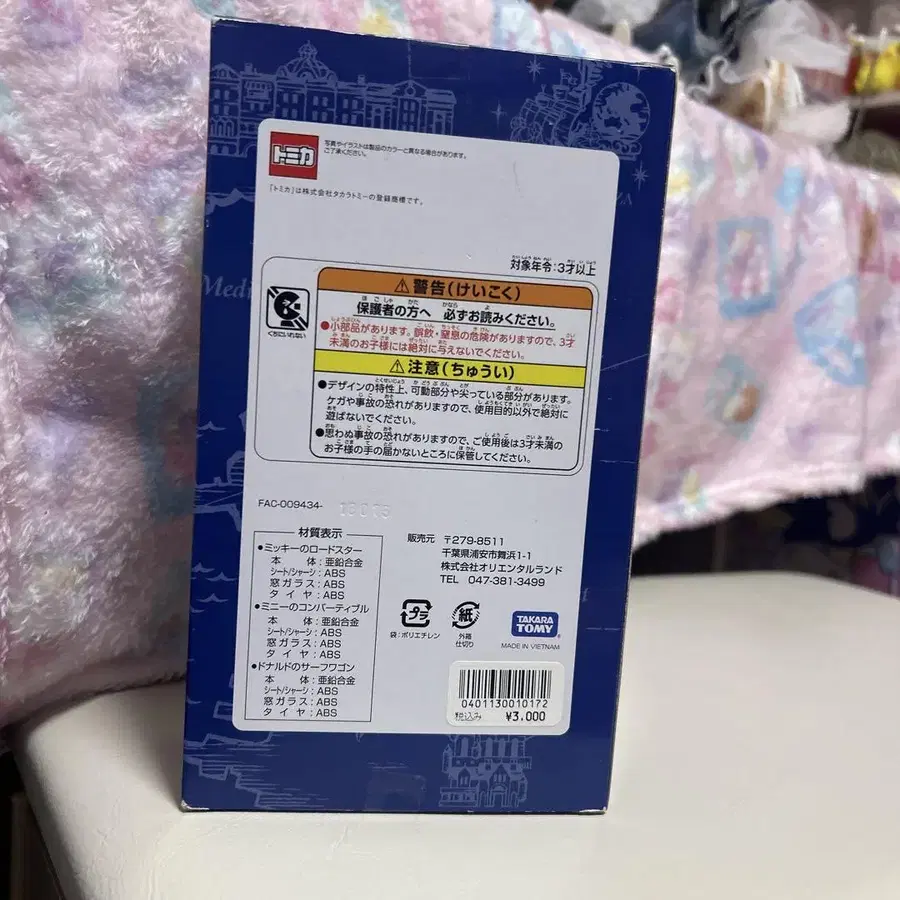 トミカ
写真やイラストは製品のカラーと異なる場合があります。
ご了承ください。
「トミカ」は株式会社タカラトミーの登録商標です。
対象年令:3才以上
⚠警告(けいこく)
保護者の方へ 必ずお読みください。
●小部品があります。誤飲・窒息の危険がありますので、3才
未満のお子様には絶対に与えないでください。
くちにいれない
⚠注意(ちゅうい)
●デザインの特性上、可動部分や尖っている部分があります。
ケガや事故の恐れがありますので、使用目的以外で絶対に
遊ばないでください。
●思わぬ事故の恐れがありますので、ご使用後は3才未満の
お子様の手の届かないところに保管してください。
FAC-009434-
材質表示
●ミッキーのロードスター
本体:亜鉛合金
シート/シャーシ:ABS
窓ガラス:ABS
タイヤ:ABS
●ミニーのコンバーティブル
本体:亜鉛合金
シート/シャーシ:ABS
窓ガラス:ABS
タイヤ:ABS
●ドナルドのサーフワゴン
本体:亜鉛合金
シート/シャーシ:ABS
窓ガラス:ABS
タイヤ:ABS
販売元 〒279-8511
千葉県浦安市舞浜1-1
株式会社オリエンタルランド
TEL 047-381-3499
プラ
袋:ポリエチレン
紙
外箱
仕切り
TAKARA
TOMY
MADE IN VIETNAM
0401130010172
税込み ¥3,000